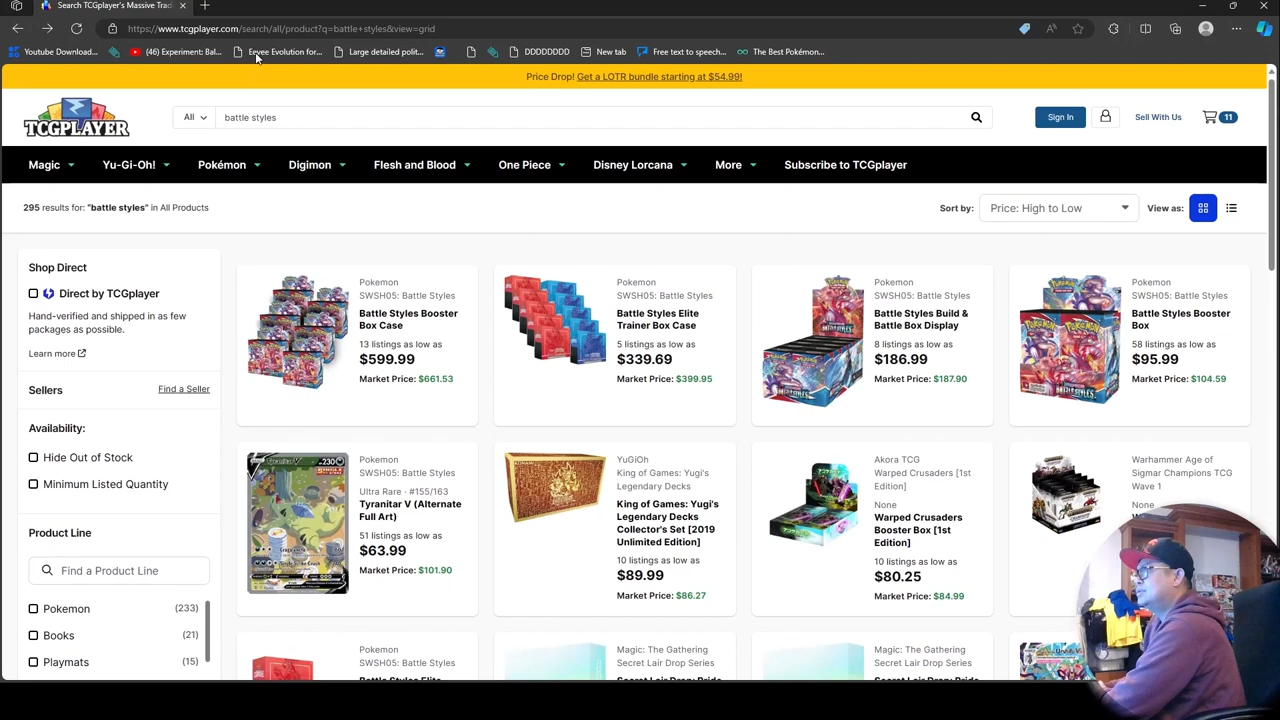 Search TCGplayer's Massive Trad
https://www.tcgplayer.com/search/all/product?q=battle+styles&view=grid
Youtube Download...
(46) Experiment: Bal...
Eevee Evolution for...
Large detailed polit...
DDDDDDD
New tab
Free text to speech...
The Best Pokémon...
Price Drop! Get a LOTR bundle starting at $54.99!
TCGPLAYER
All
battle styles
Sign In
Sell With Us
11
Magic
Yu-Gi-Oh!
Pokémon
Digimon
Flesh and Blood
One Piece
Disney Lorcana
More
Subscribe to TCGplayer
295 results for: "battle styles" in All Products
Sort by:
Price: High to Low
View as:
Shop Direct
Direct by TCGplayer
Hand-verified and shipped in as few
packages as possible.
Learn more
Sellers
Find a Seller
Availability:
Hide Out of Stock
Minimum Listed Quantity
Product Line
Find a Product Line
Pokemon (233)
Books (21)
Playmats (15)
Pokemon
SWSH05: Battle Styles
Battle Styles Booster
Box Case
13 listings as low as
$599.99
Market Price: $661.53
Pokemon
SWSH05: Battle Styles
Battle Styles Elite
Trainer Box Case
5 listings as low as
$339.69
Market Price: $399.95
Pokemon
SWSH05: Battle Styles
Battle Styles Build &
Battle Box Display
8 listings as low as
$186.99
Market Price: $187.90
Pokemon
SWSH05: Battle Styles
Battle Styles Booster
Box
58 listings as low as
$95.99
Market Price: $104.59
Pokemon
SWSH05: Battle Styles
Ultra Rare · #155/163
Tyranitar V (Alternate
Full Art)
51 listings as low as
$63.99
Market Price: $101.90
YuGiOh
King of Games: Yugi's
Legendary Decks
King of Games: Yugi's
Legendary Decks
Collector's Set [2019
Unlimited Edition]
10 listings as low as
$89.99
Market Price: $86.27
Akora TCG
Warped Crusaders [1st
Edition]
None
Warped Crusaders
Booster Box [1st
Edition]
10 listings as low as
$80.25
Market Price: $84.99
Warhammer Age of
Sigmar Champions TCG
Wave 1
Pokemon
SWSH05: Battle Styles
Battle Styles Elite
Magic: The Gathering
Secret Lair Drop Series
Secret Lair Drop: Pride
Magic: The Gathering
Secret Lair Drop Series
Secret Lair Drop: Pride